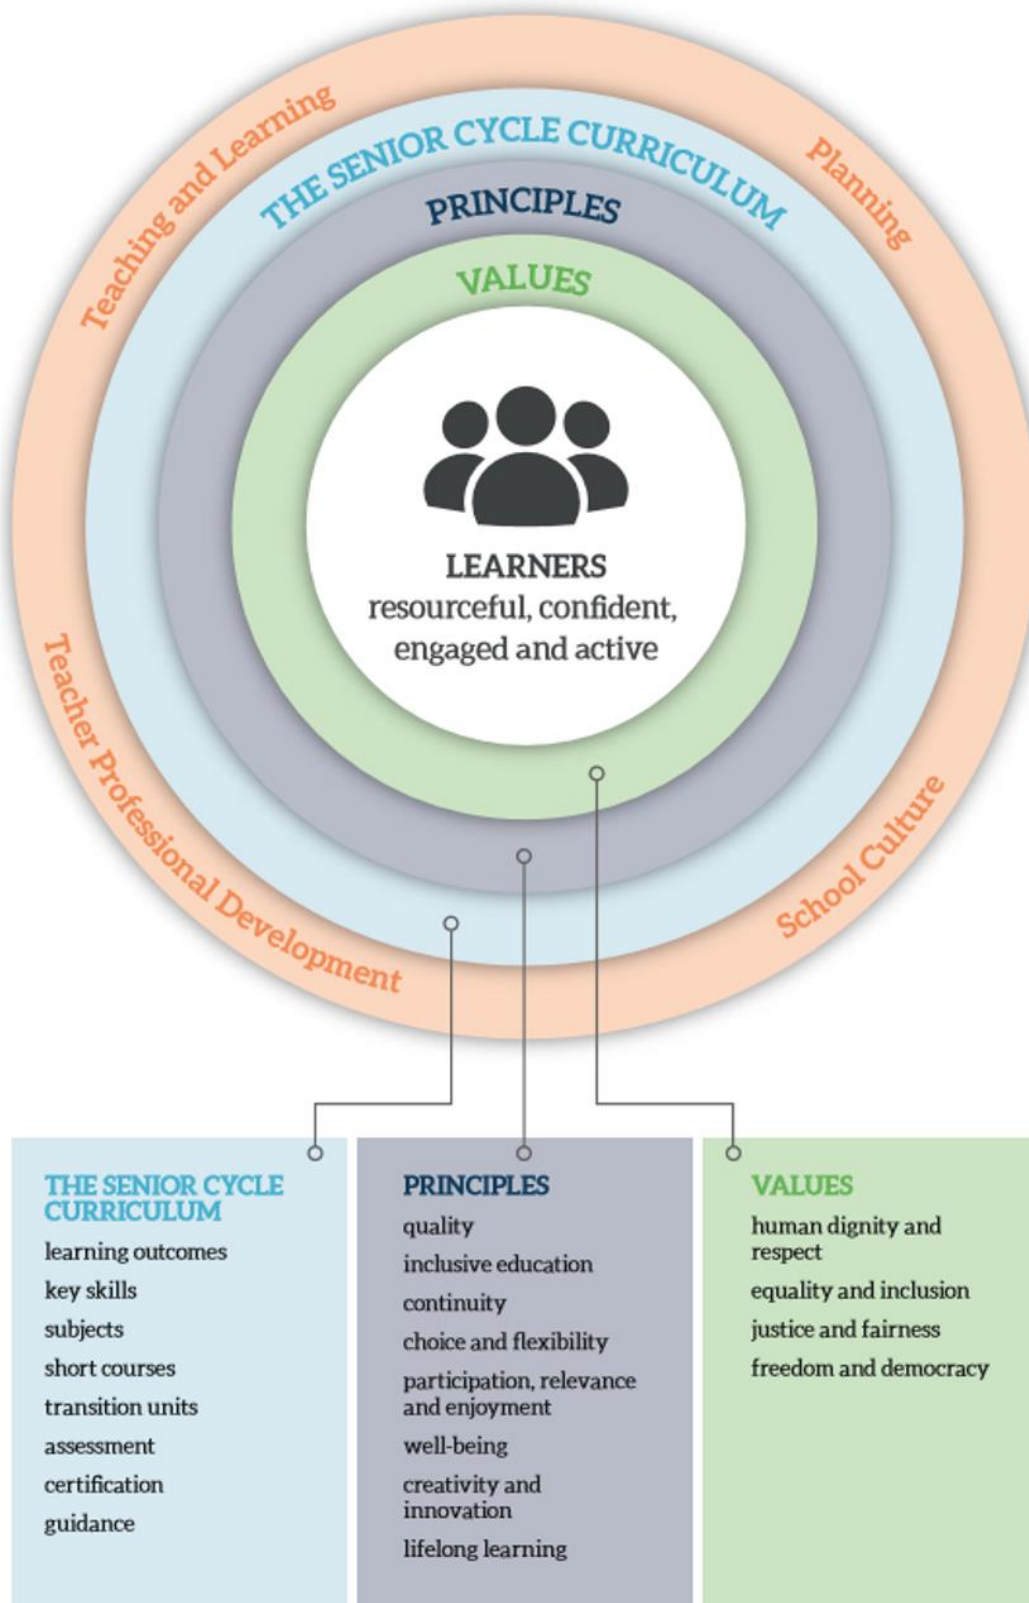 Teaching and Learning
Planning
THE SENIOR CYCLE CURRICULUM
PRINCIPLES
VALUES
LEARNERS
resourceful, confident,
engaged and active
Teacher Professional Development
School Culture
THE SENIOR CYCLE
CURRICULUM
learning outcomes
key skills
subjects
short courses
transition units
assessment
certification
guidance
PRINCIPLES
quality
inclusive education
continuity
choice and flexibility
participation, relevance
and enjoyment
well-being
creativity and
innovation
lifelong learning
VALUES
human dignity and
respect
equality and inclusion
justice and fairness
freedom and democracy